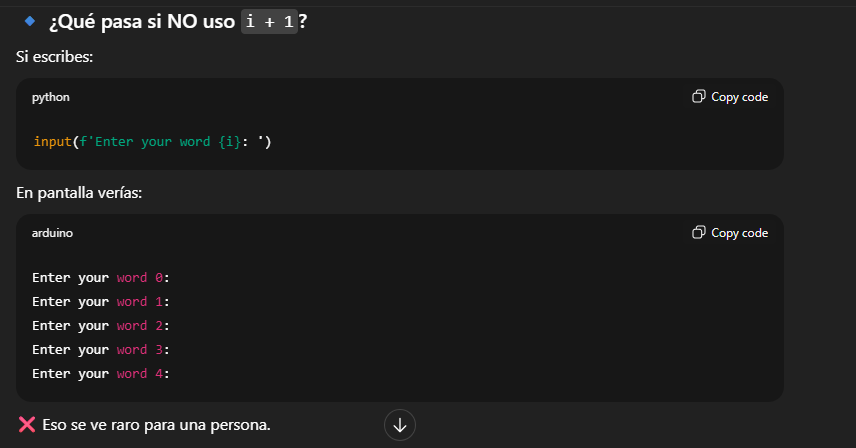 ¿Qué pasa si NO uso i + 1?
Si escribes:
python
Copy code
input(f'Enter your word {i}: ')
En pantalla verías:
arduino
Copy code
Enter your word 0:
Enter your word 1:
Enter your word 2:
Enter your word 3:
Enter your word 4:
❌ Eso se ve raro para una persona.